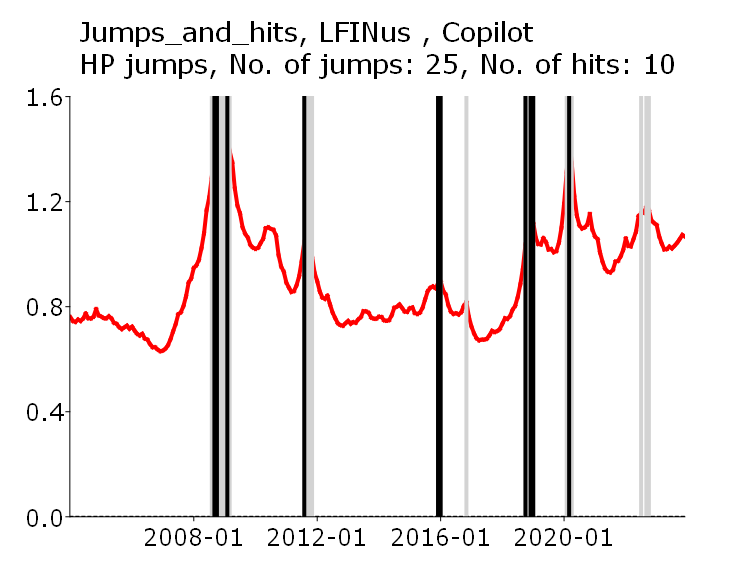 Jumps_and_hits, LFINus , Copilot
HP jumps, No. of jumps: 25, No. of hits: 10
1.6
1.2
0.8
0.4
0.0
2008-01 2012-01 2016-01 2020-01